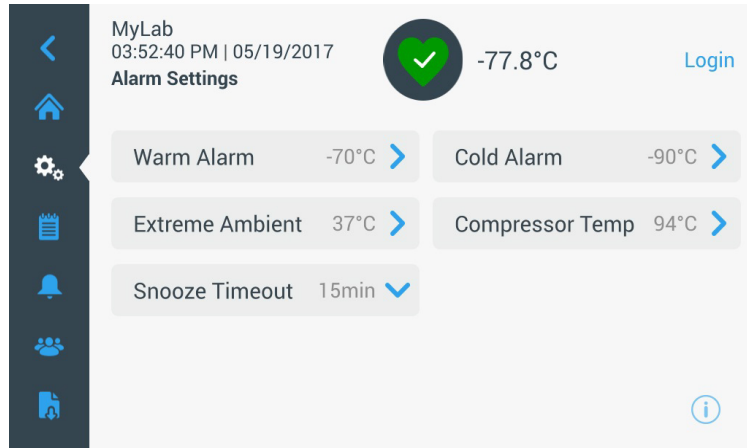 MyLab
03:52:40 PM | 05/19/2017
Alarm Settings
-77.8°C
Login
Warm Alarm -70°C
Cold Alarm -90°C
Extreme Ambient 37°C
Compressor Temp 94°C
Snooze Timeout 15min
i